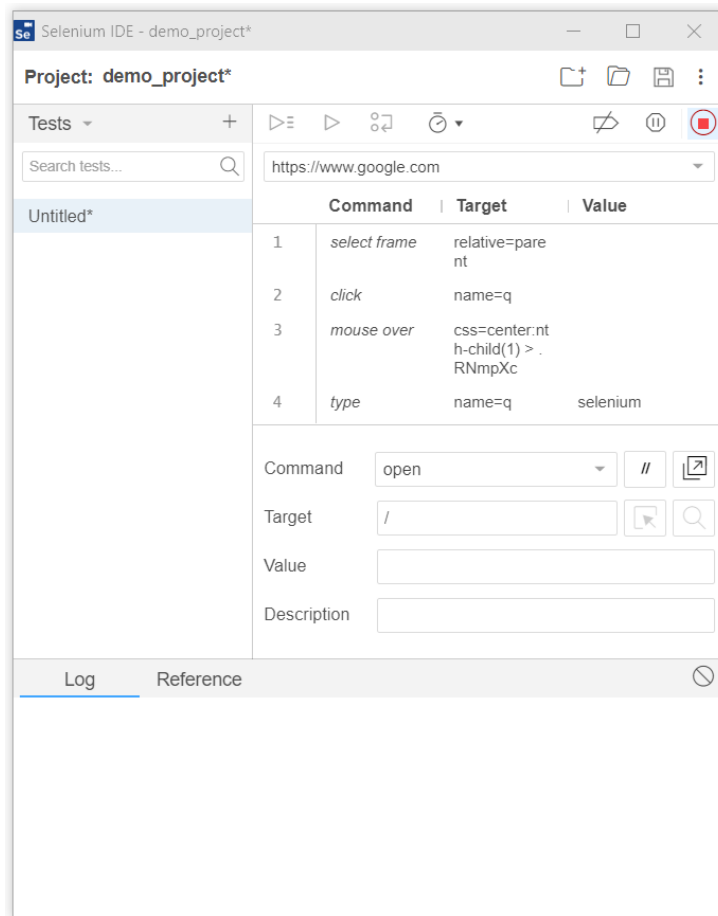 Se Selenium IDE - demo_project*
Project: demo_project*
Tests
Search tests...
Untitled*
https://www.google.com
Command Target Value
1 select frame relative=pare
nt
2 click name=q
3 mouse over css=center:nt
h-child(1) > .
RNmpXc
4 type name=q selenium
Command open //
Target /
Value
Description
Log Reference